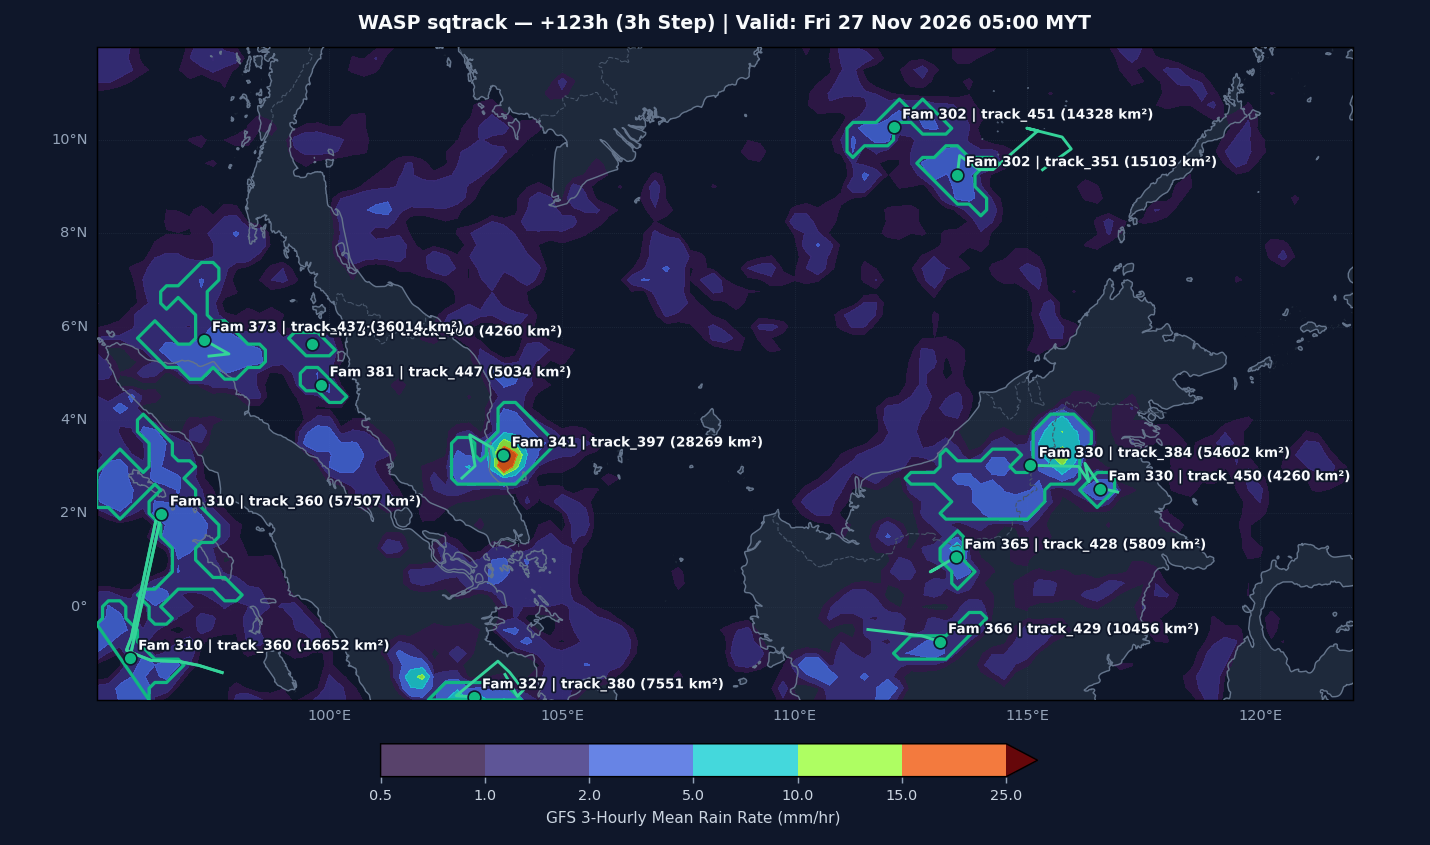 WASP sqtrack — +123h (3h Step) | Valid: Fri 27 Nov 2026 05:00 MYT
10°N
8°N
6°N
4°N
2°N
0°
Fam 302 | track_451 (14328 km²)
Fam 302 | track_351 (15103 km²)
Fam 373 | track_437 (36014 km²)
(4260 km²)
Fam 381 | track_447 (5034 km²)
Fam 341 | track_397 (28269 km²)
Fam 330 | track_384 (54602 km²)
Fam 330 | track_450 (4260 km²)
Fam 310 | track_360 (57507 km²)
Fam 365 | track_428 (5809 km²)
Fam 366 | track_429 (10456 km²)
Fam 310 | track_360 (16652 km²)
Fam 327 | track_380 (7551 km²)
100°E 105°E 110°E 115°E 120°E
0.5 1.0 2.0 5.0 10.0 15.0 25.0
GFS 3-Hourly Mean Rain Rate (mm/hr)